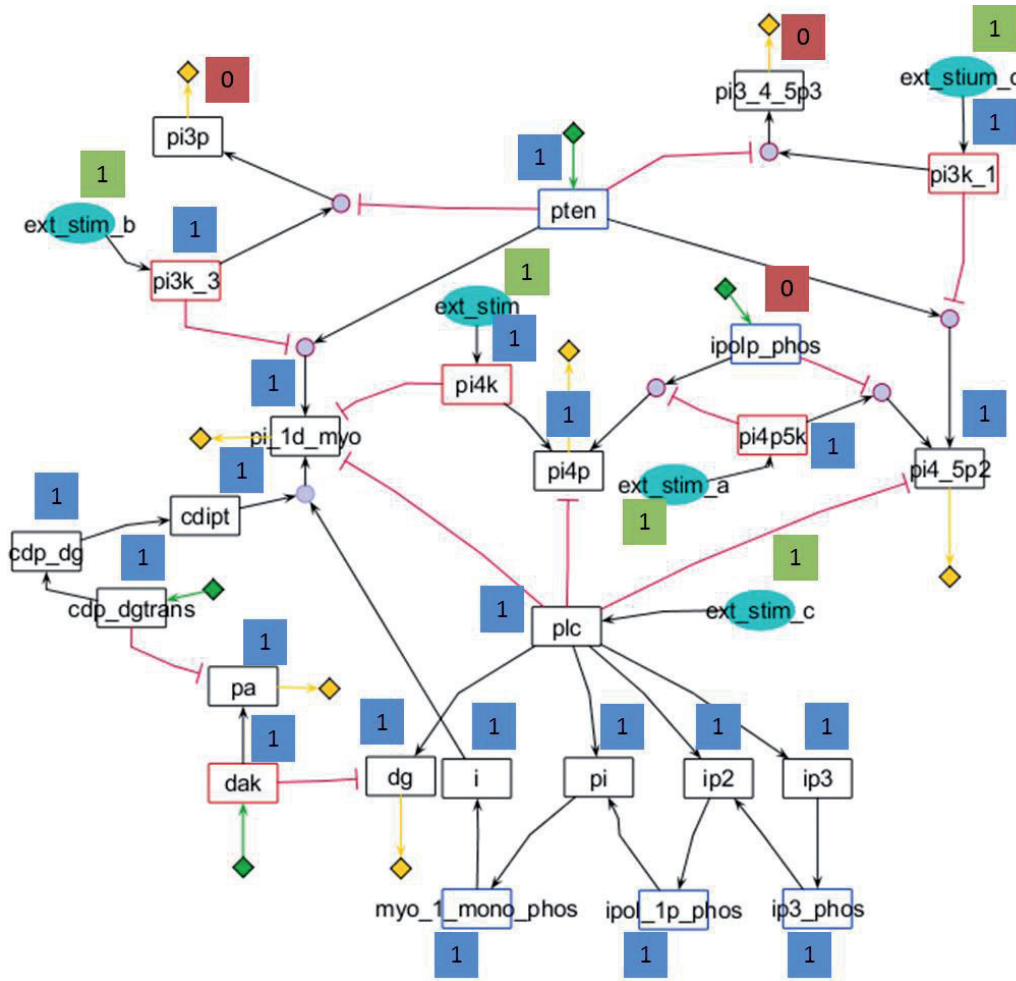 1
0
0
ext_stium_d
pi3_4_5p3
1
pi3p
1
1
pi3k_1
1
ext_stim_b
1
pten
pi3k_3
1
0
ext_stim
1
ipolp_phos
1
pi4k
1
1
pi_1d_myo
pi4p5k
1
pi4p
pi4_5p2
1
ext_stim_a
1
cdipt
1
cdp_dg
1
1
cdp_dgtrans
1
plc
ext_stim_c
1
pa
1
1
1
1
1
1
dak
dg
i
pi
ip2
ip3
myo_1_mono_phos
ipol_1p_phos
ip3_phos
1
1
1